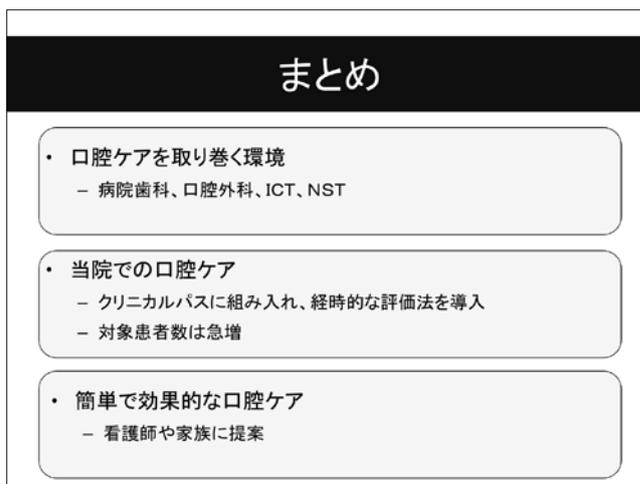 まとめ
・ 口腔ケアを取り巻く環境
– 病院歯科、口腔外科、ICT、NST
・ 当院での口腔ケア
– クリニカルパスに組み入れ、経時的な評価法を導入
– 対象患者数は急増
・ 簡単で効果的な口腔ケア
– 看護師や家族に提案